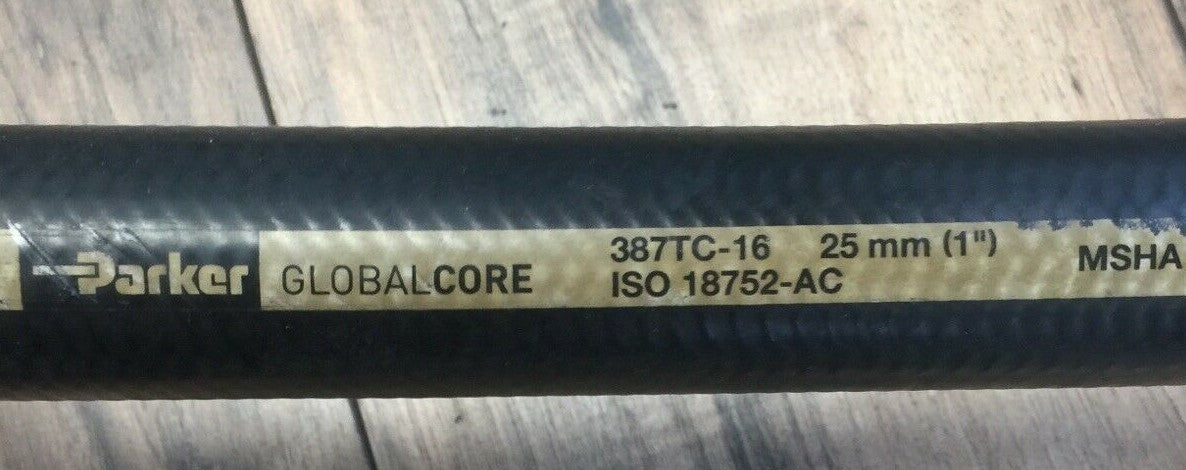 Parker GLOBALCORE 387TC-16 25 mm (1") MSHA
ISO 18752-AC